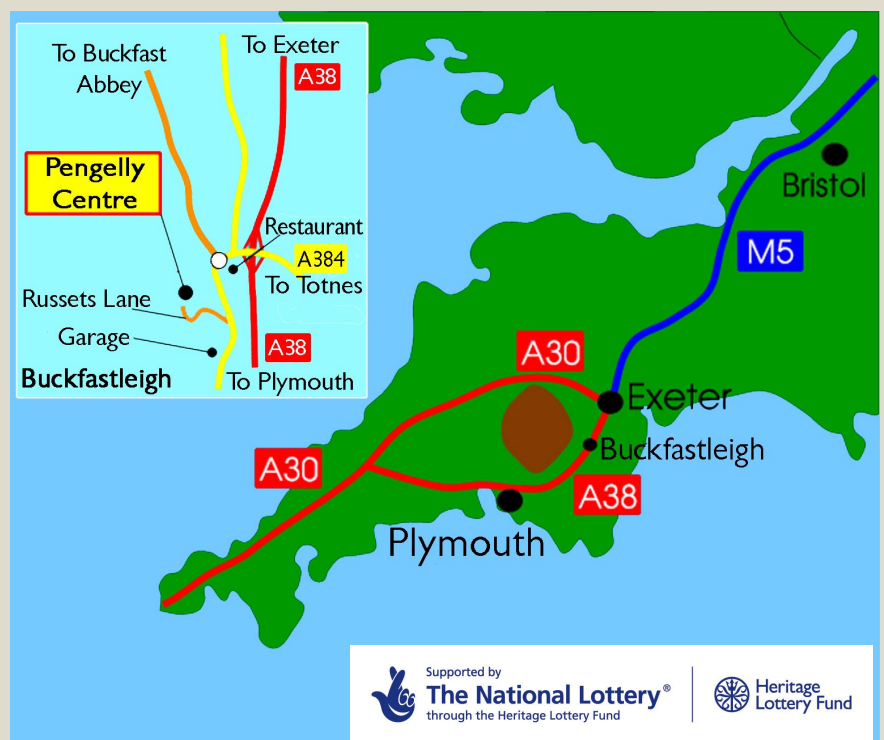 To Buckfast
Abbey
To Exeter
A38
Pengelly
Centre
Restaurant
A384
To Totnes
Russets Lane
Garage
A38
Buckfastleigh
To Plymouth
Bristol
M5
A30
Exeter
Buckfastleigh
A30
A38
Plymouth
Supported by
The National Lottery®
through the Heritage Lottery Fund
Heritage
Lottery Fund